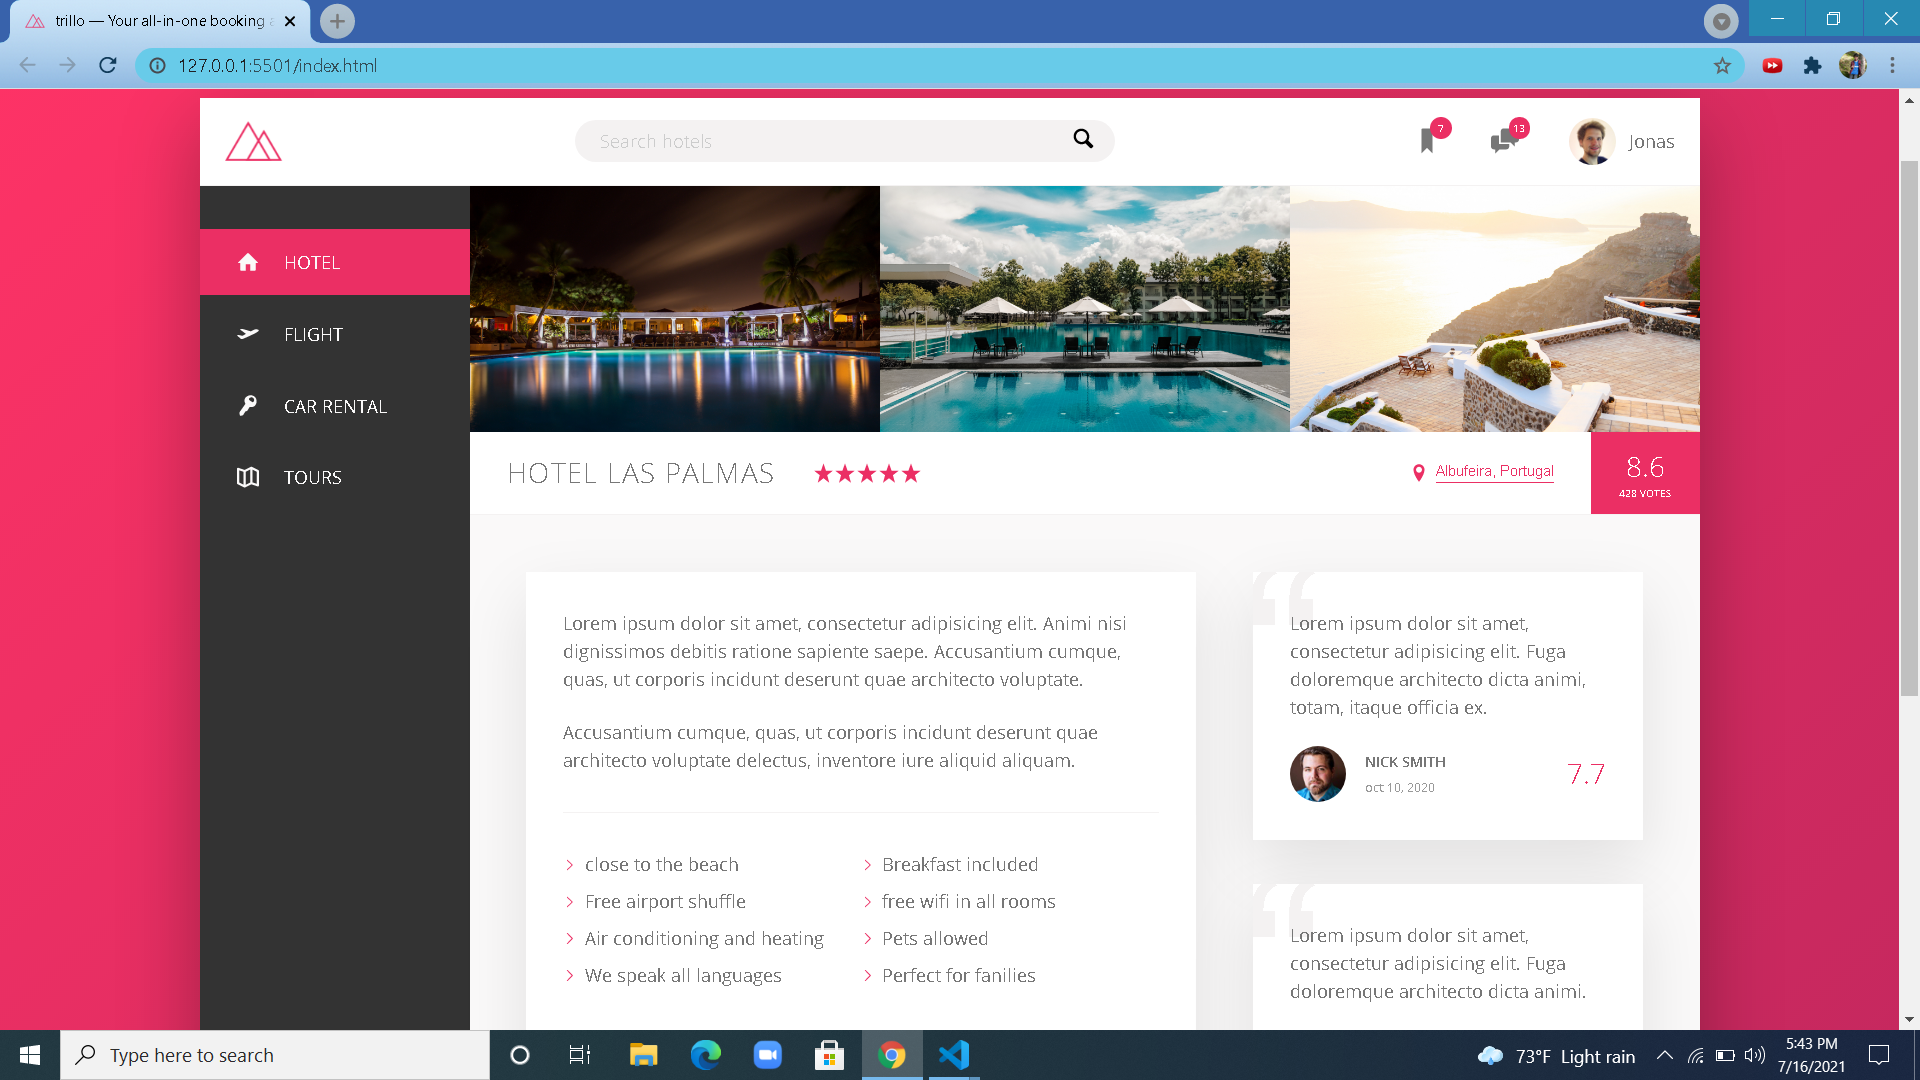 trillo — Your all-in-one booking
127.0.0.1:5501/index.html
Search hotels
7
13
Jonas
HOTEL
FLIGHT
CAR RENTAL
TOURS
HOTEL LAS PALMAS
Albufeira, Portugal
8.6
428 VOTES
Lorem ipsum dolor sit amet, consectetur adipisicing elit. Animi nisi
dignissimos debitis ratione sapiente saepe. Accusantium cumque,
quas, ut corporis incidunt deserunt quae architecto voluptate.
Accusantium cumque, quas, ut corporis incidunt deserunt quae
architecto voluptate delectus, inventore iure aliquid aliquam.
close to the beach
Breakfast included
Free airport shuffle
free wifi in all rooms
Air conditioning and heating
Pets allowed
We speak all languages
Perfect for fanilies
Lorem ipsum dolor sit amet,
consectetur adipisicing elit. Fuga
doloremque architecto dicta animi,
totam, itaque officia ex.
NICK SMITH
oct 10, 2020
7.7
Lorem ipsum dolor sit amet,
consectetur adipisicing elit. Fuga
doloremque architecto dicta animi.
Type here to search
73°F Light rain
5:43 PM
7/16/2021